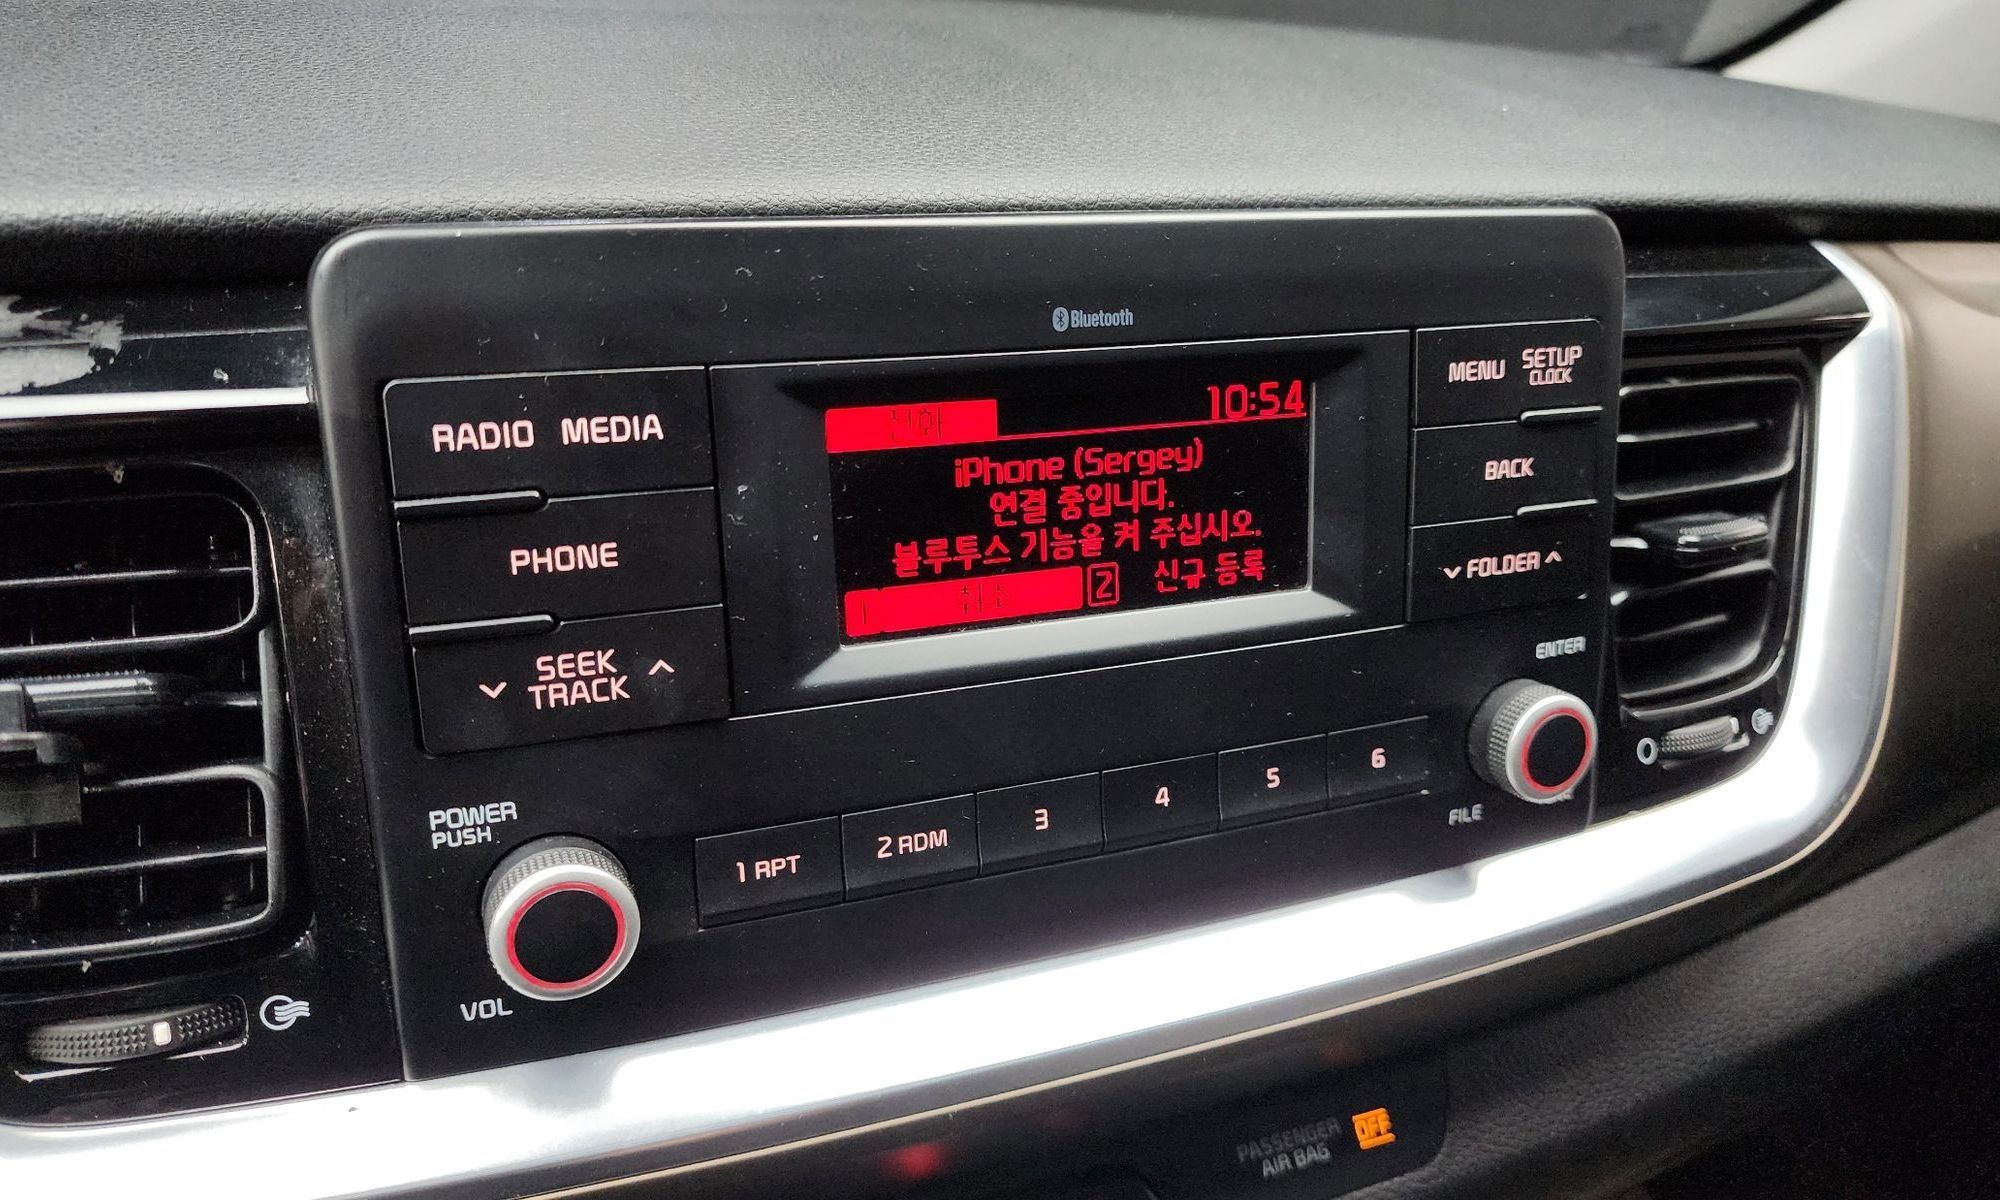 Bluetooth
RADIO MEDIA
PHONE
SEEK
TRACK
전화 10:54
iPhone (Sergey)
연결 중입니다.
블루투스 기능을 켜 주십시오.
1 취소 2 신규 등록
MENU SETUP
CLOCK
BACK
FOLDER
ENTER
FILE
POWER
PUSH
VOL
1 RPT 2 RDM 3 4 5 6
PASSENGER
AIR BAG OFF